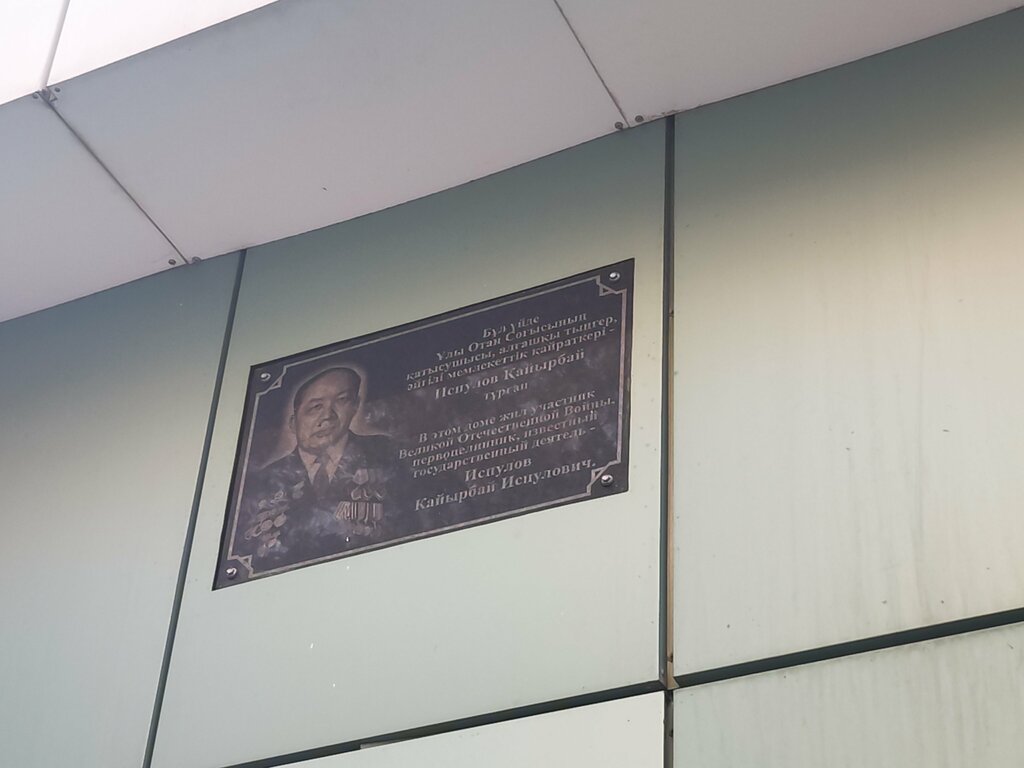 Бұл үйде
Ұлы Отан Соғысының
қатысушысы, алғашқы тыңгер,
әйгілі мемлекеттік қайраткері -
Испулов Қайырбай
тұрған
В этом доме жил участник
Великой Отечественной Войны,
первоцелинник, известный
государственный деятель -
Испулов
Кайырбай Испулович.